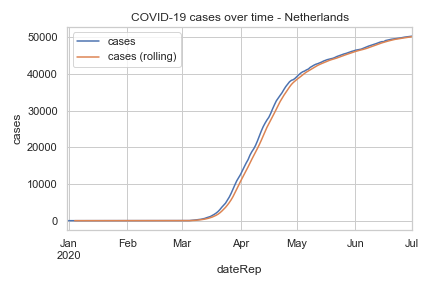 COVID-19 cases over time - Netherlands
cases
cases (rolling)
50000
40000
30000
20000
10000
0
cases
Jan
2020
Feb
Mar
Apr
May
Jun
Jul
dateRep